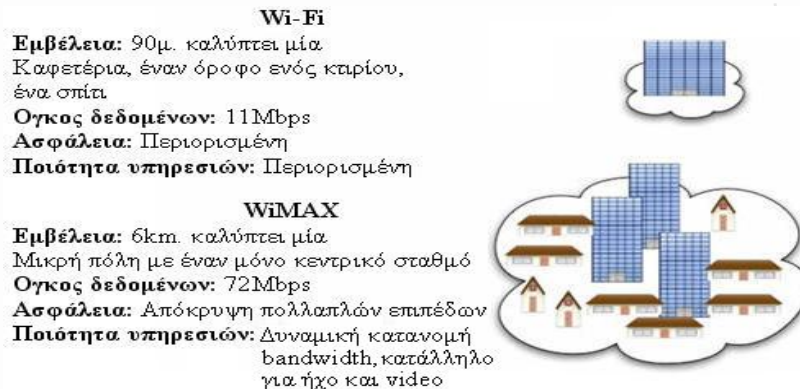 Wi-Fi
Εμβέλεια: 90μ. καλύπτει μία
Καφετέρια, έναν όροφο ενός κτιρίου,
ένα σπίτι
Ογκος δεδομένων: 11Mbps
Ασφάλεια: Περιορισμένη
Ποιότητα υπηρεσιών: Περιορισμένη
WiMAX
Εμβέλεια: 6km. καλύπτει μία
Μικρή πόλη με έναν μόνο κεντρικό σταθμό
Ογκος δεδομένων: 72Mbps
Ασφάλεια: Απόκρυψη πολλαπλών επιπέδων
Ποιότητα υπηρεσιών: Δυναμική κατανομή
bandwidth, κατάλληλο
για ήχο και video